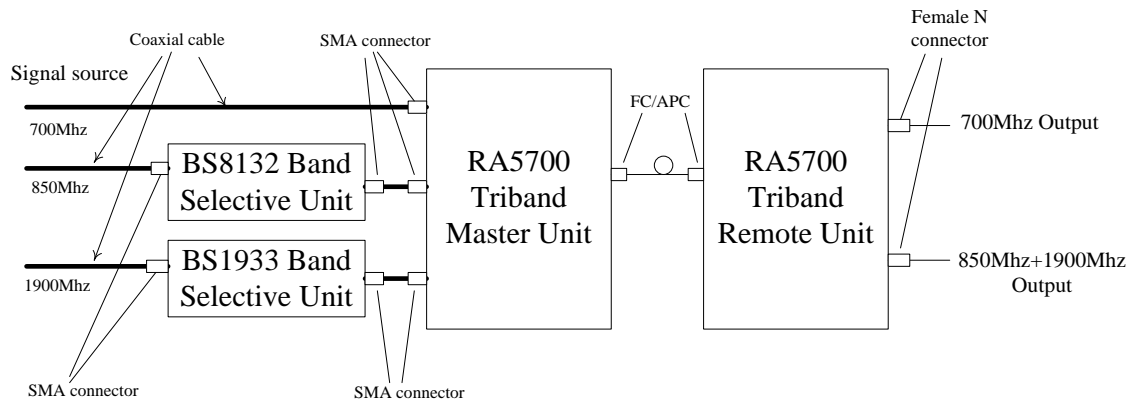 Coaxial cable
SMA connector
Female N
connector
Signal source
700Mhz
FC/APC
700Mhz Output
850Mhz
BS8132 Band
Selective Unit
RA5700
Triband
Master Unit
RA5700
Triband
Remote Unit
1900Mhz
BS1933 Band
Selective Unit
850Mhz+1900Mhz
Output
SMA connector
SMA connector